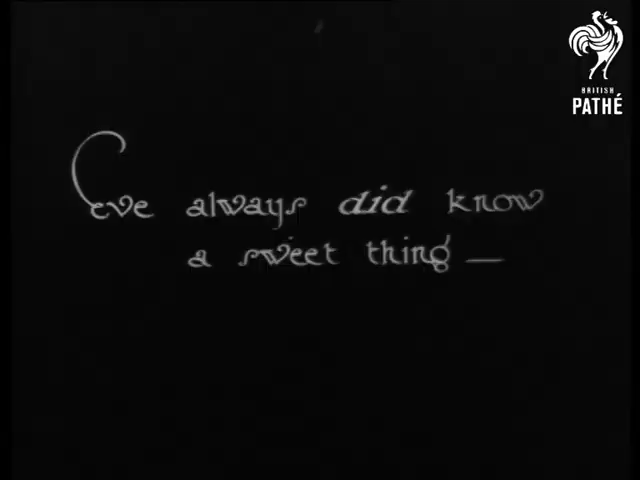 BRITISH
PATHÉ
Eve always did know
a sweet thing —